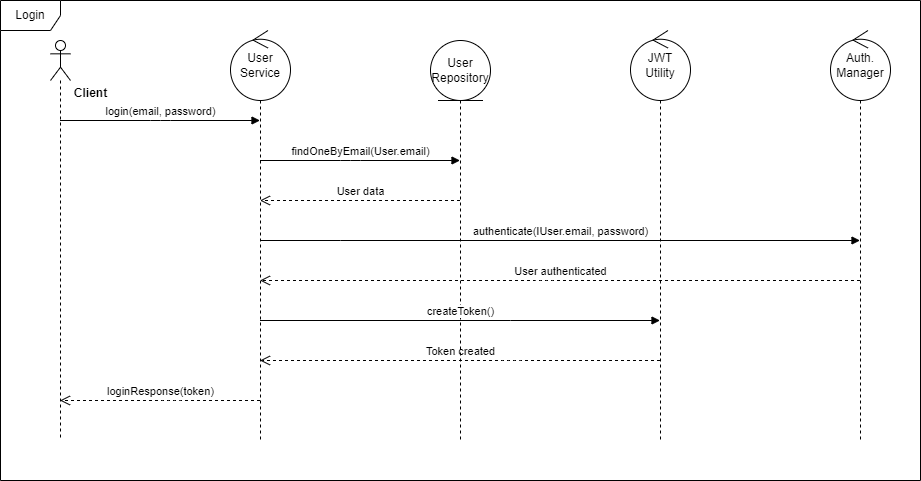 Login
User
Service
User
Repository
JWT
Utility
Auth.
Manager
Client
login(email, password)
findOneByEmail(User.email)
User data
authenticate(IUser.email, password)
User authenticated
createToken()
Token created
loginResponse(token)